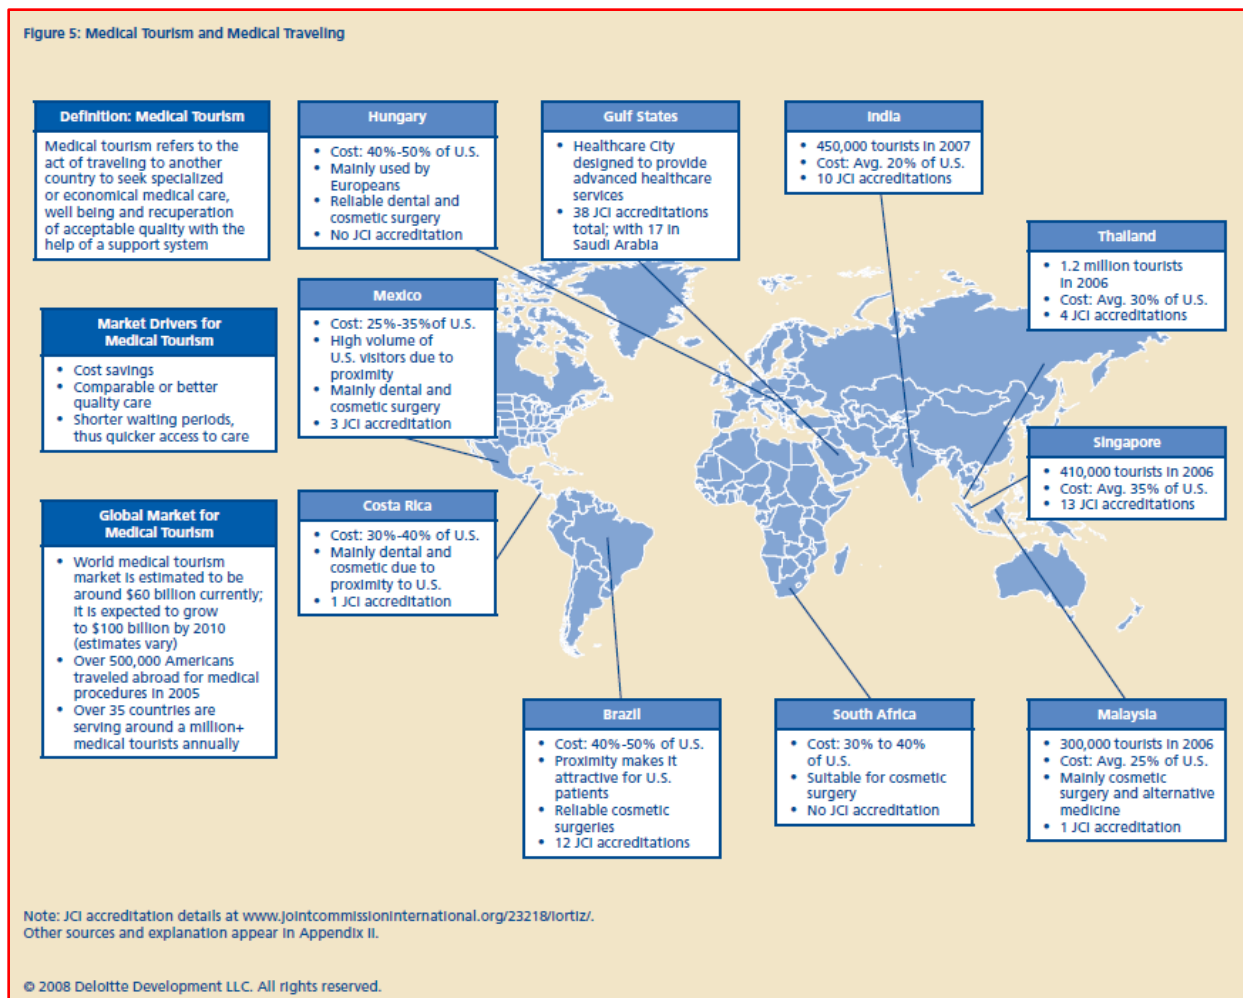 Figure 5: Medical Tourism and Medical Traveling
Definition: Medical Tourism
Medical tourism refers to the
act of traveling to another
country to seek specialized
or economical medical care,
well being and recuperation
of acceptable quality with the
help of a support system
Market Drivers for
Medical Tourism
• Cost savings
• Comparable or better
quality care
• Shorter waiting periods,
thus quicker access to care
Global Market for
Medical Tourism
• World medical tourism
market is estimated to be
around $60 billion currently;
it is expected to grow
to $100 billion by 2010
(estimates vary)
• Over 500,000 Americans
traveled abroad for medical
procedures in 2005
• Over 35 countries are
serving around a million+
medical tourists annually
Hungary
• Cost: 40%-50% of U.S.
• Mainly used by
Europeans
• Reliable dental and
cosmetic surgery
• No JCI accreditation
Mexico
• Cost: 25%-35%of U.S.
• High volume of
U.S. visitors due to
proximity
• Mainly dental and
cosmetic surgery
• 3 JCI accreditation
Costa Rica
• Cost: 30%-40% of U.S.
• Mainly dental and
cosmetic due to
proximity to U.S.
• 1 JCI accreditation
Gulf States
• Healthcare City
designed to provide
advanced healthcare
services
• 38 JCI accreditations
total; with 17 in
Saudi Arabia
India
• 450,000 tourists in 2007
• Cost: Avg. 20% of U.S.
• 10 JCI accreditations
Thailand
• 1.2 million tourists
in 2006
• Cost: Avg. 30% of U.S.
• 4 JCI accreditations
Singapore
• 410,000 tourists in 2006
• Cost: Avg. 35% of U.S.
• 13 JCI accreditations
Brazil
• Cost: 40%-50% of U.S.
• Proximity makes it
attractive for U.S.
patients
• Reliable cosmetic
surgeries
• 12 JCI accreditations
South Africa
• Cost: 30% to 40%
of U.S.
• Suitable for cosmetic
surgery
• No JCI accreditation
Malaysia
• 300,000 tourists in 2006
• Cost: Avg. 25% of U.S.
• Mainly cosmetic
surgery and alternative
medicine
• 1 JCI accreditation
Note: JCI accreditation details at www.jointcommissioninternational.org/23218/iortiz/.
Other sources and explanation appear in Appendix II.
© 2008 Deloitte Development LLC. All rights reserved.